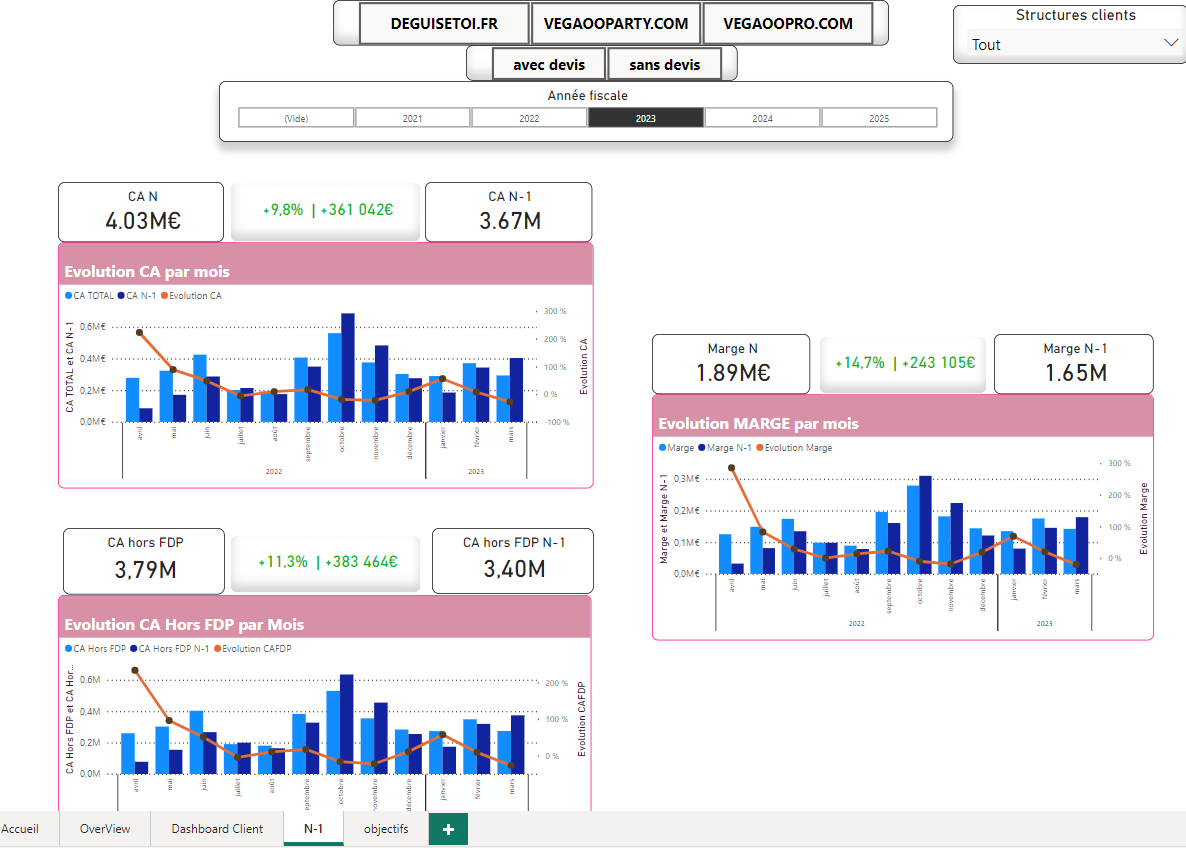 DEGUISETOI.FR
VEGAOOPARTY.COM
VEGAOOPRO.COM
Structures clients
Tout
avec devis
sans devis
Année fiscale
(Vide)
2021
2022
2023
2024
2025
CA N
4.03M€
+9,8% | +361 042€
CA N-1
3.67M
Evolution CA par mois
CA TOTAL CA N-1 Evolution CA
CA TOTAL et CA N-1
0,6M€
0,4M€
0,2M€
0,0M€
300 %
200 %
100 %
0 %
-100 %
Evolution CA
avril
mai
juin
juillet
août
septembre
octobre
novembre
décembre
janvier
février
mars
2022
2023
Marge N
1.89M€
+14,7% | +243 105€
Marge N-1
1.65M
Evolution MARGE par mois
Marge Marge N-1 Evolution Marge
Marge et Marge N-1
0,3M€
0,2M€
0,1M€
0,0M€
300 %
200 %
100 %
0 %
Evolution Marge
avril
mai
juin
juillet
août
septembre
octobre
novembre
décembre
janvier
février
mars
2022
2023
CA hors FDP
3,79M
+11,3% | +383 464€
CA hors FDP N-1
3,40M
Evolution CA Hors FDP par Mois
CA Hors FDP CA Hors FDP N-1 Evolution CAFDP
CA Hors FDP et CA Hor...
0,6M
0,4M
0,2M
0,0M
200 %
100 %
0 %
Evolution CAFDP
avril
mai
juin
juillet
août
septembre
octobre
novembre
décembre
janvier
février
mars
Accueil
OverView
Dashboard Client
N-1
objectifs
+